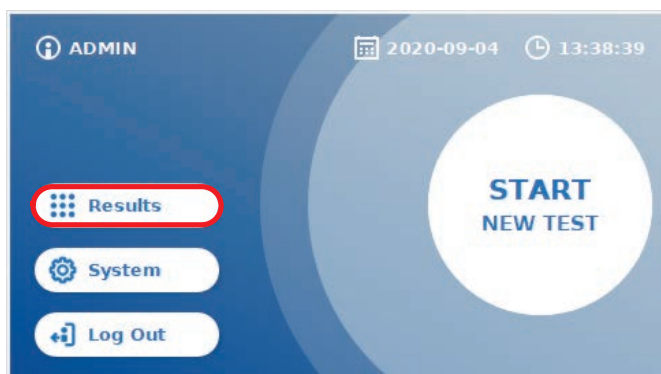 ADMIN
2020-09-04
13:38:39
Results
START
NEW TEST
System
Log Out